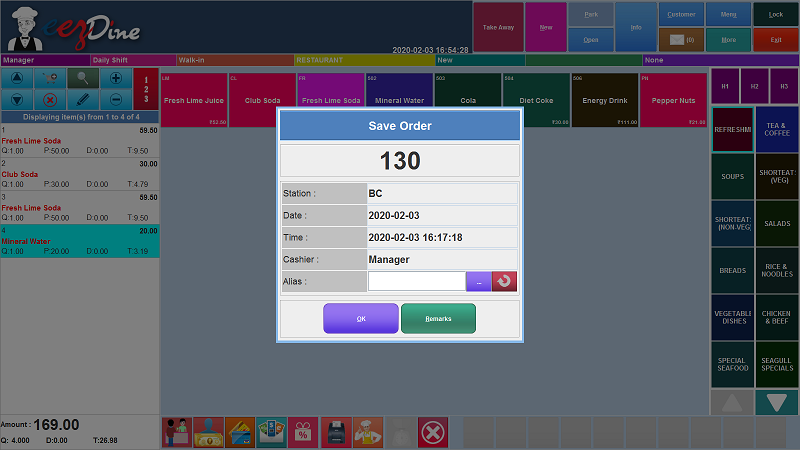 eezDine
2020-02-03 16:54:28
Take Away
New
Park
Open
Info
Customer
(0)
Menu
More
Lock
Exit
Manager
Daily Shift
Walk-in
RESTAURANT
New
None
1
2
3
Displaying item(s) from 1 to 4 of 4
1 59.50
Fresh Lime Soda
Q:1.00 P:50.00 D:0.00 T:9.50
2 30.00
Club Soda
Q:1.00 P:30.00 D:0.00 T:4.79
3 59.50
Fresh Lime Soda
Q:1.00 P:50.00 D:0.00 T:9.50
4 20.00
Mineral Water
Q:1.00 P:20.00 D:0.00 T:3.19
Amount : 169.00
Q: 4.000 D:0.00 T:26.98
LM
Fresh Lime Juice
₹52.50
CL
Club Soda
FR
Fresh Lime Soda
502
Mineral Water
503
Cola
504
Diet Coke
₹30.00
506
Energy Drink
₹111.00
PN
Pepper Nuts
₹21.00
Save Order
130
Station : BC
Date : 2020-02-03
Time : 2020-02-03 16:17:18
Cashier : Manager
Alias :
...
OK
Remarks
H1
H2
H3
REFRESHM
TEA &
COFFEE
SOUPS
SHORTEAT:
(VEG)
SHORTEAT:
(NON-VEG)
SALADS
BREADS
RICE &
NOODLES
VEGETABLE
DISHES
CHICKEN
& BEEF
SPECIAL
SEAFOOD
SEAGULL
SPECIALS